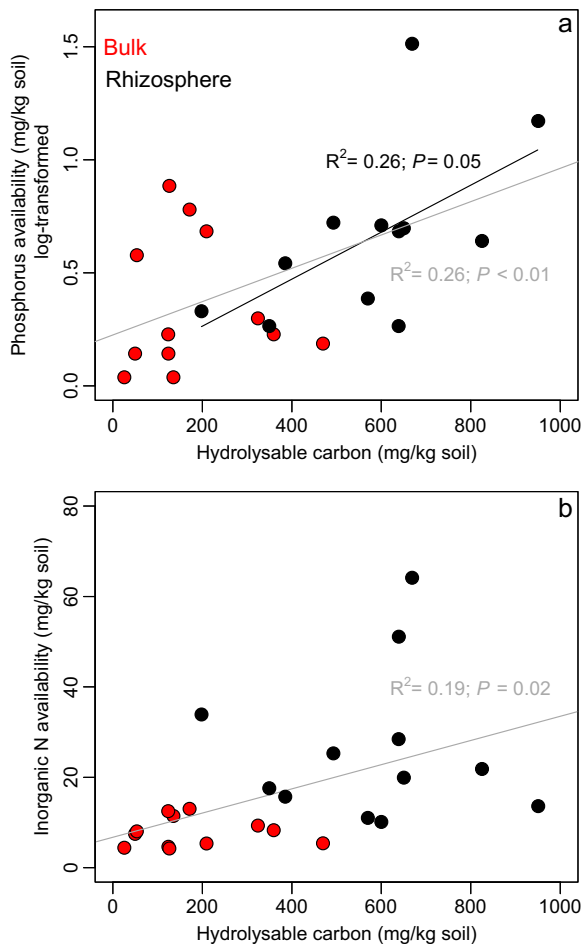 a
Bulk
Rhizosphere
R2= 0.26; P = 0.05
R2= 0.26; P < 0.01
Phosphorus availability (mg/kg soil)
log-transformed
0.0
0.5
1.0
1.5
0
200
400
600
800
1000
Hydrolysable carbon (mg/kg soil)
b
R2= 0.19; P = 0.02
Inorganic N availability (mg/kg soil)
0
20
40
60
80
0
200
400
600
800
1000
Hydrolysable carbon (mg/kg soil)